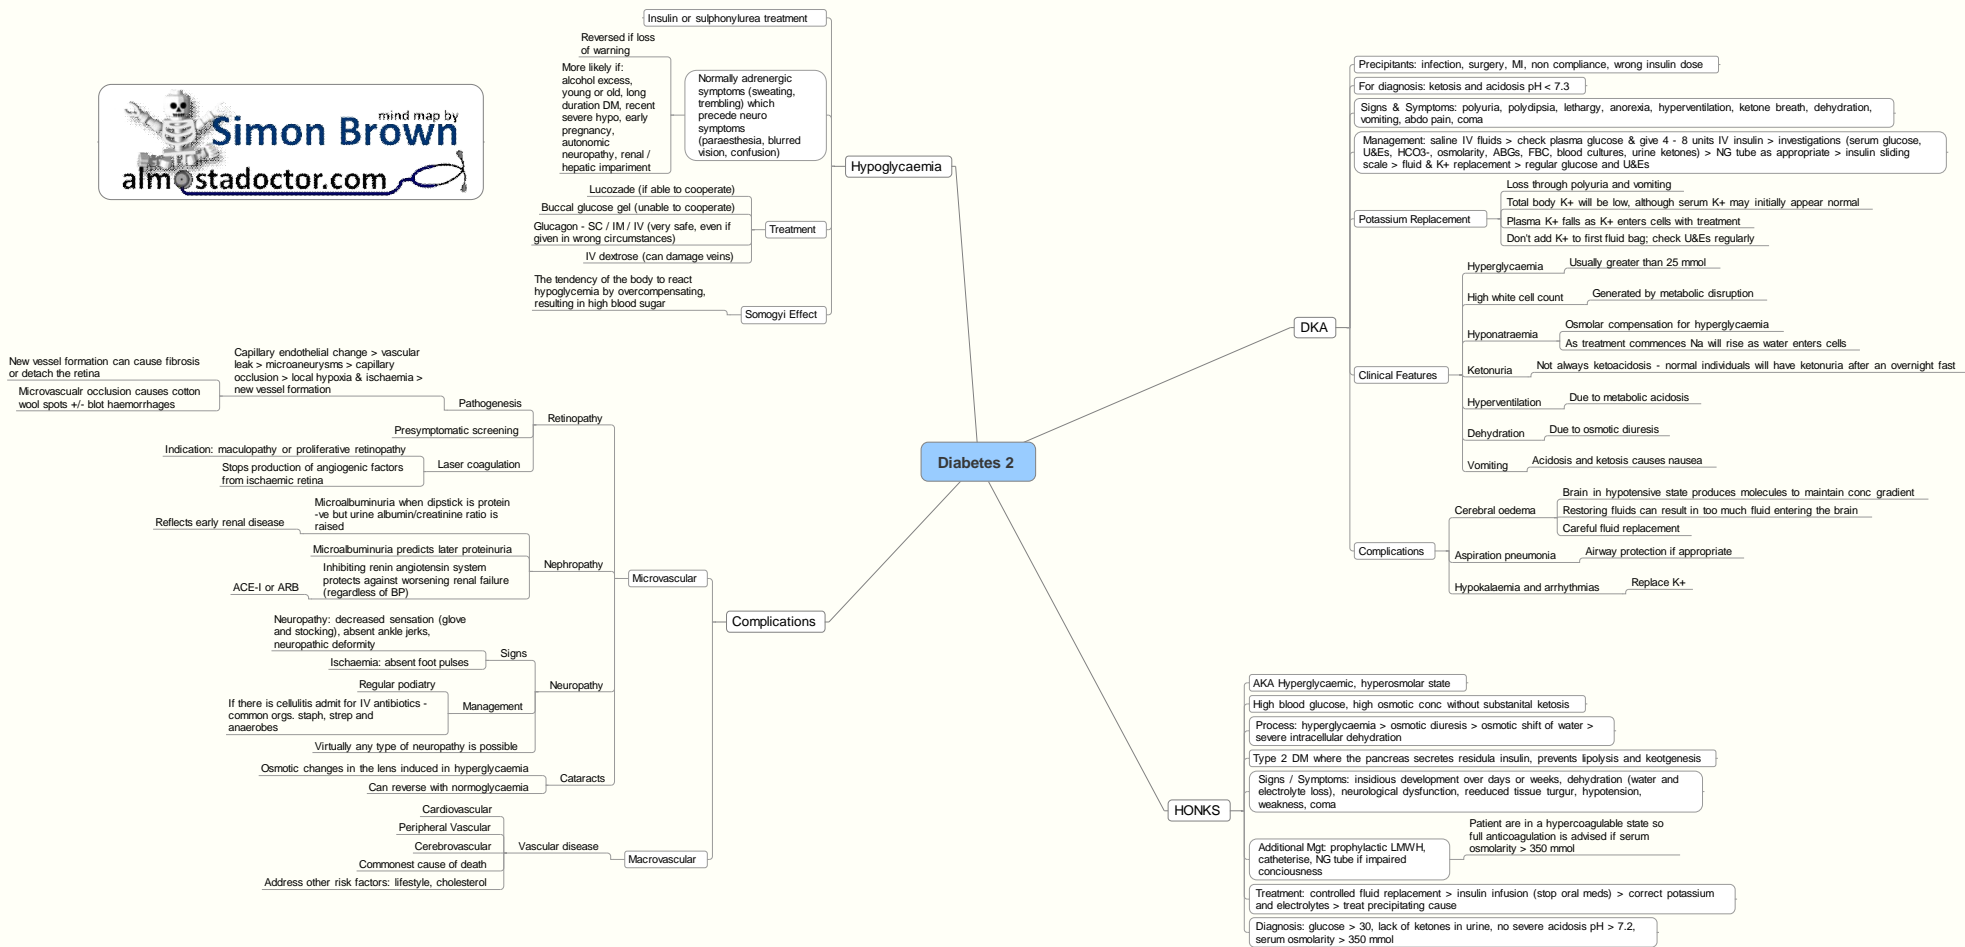 mind map by
Simon Brown
almostadoctor.com
Diabetes 2
Hypoglycaemia
Insulin or sulphonylurea treatment
Normally adrenergic
symptoms (sweating,
trembling) which
precede neuro
symptoms
(paraesthesia, blurred
vision, confusion)
Reversed if loss
of warning
More likely if:
alcohol excess,
young or old, long
duration DM, recent
severe hypo, early
pregnancy,
autonomic
neuropathy, renal /
hepatic impariment
Treatment
Lucozade (if able to cooperate)
Buccal glucose gel (unable to cooperate)
Glucagon - SC / IM / IV (very safe, even if
given in wrong circumstances)
IV dextrose (can damage veins)
Somogyi Effect
The tendency of the body to react
hypoglycemia by overcompensating,
resulting in high blood sugar
DKA
Precipitants: infection, surgery, MI, non compliance, wrong insulin dose
For diagnosis: ketosis and acidosis pH < 7.3
Signs & Symptoms: polyuria, polydipsia, lethargy, anorexia, hyperventilation, ketone breath, dehydration,
vomiting, abdo pain, coma
Management: saline IV fluids > check plasma glucose & give 4 - 8 units IV insulin > investigations (serum glucose,
U&Es, HCO3-, osmolarity, ABGs, FBC, blood cultures, urine ketones) > NG tube as appropriate > insulin sliding
scale > fluid & K+ replacement > regular glucose and U&Es
Potassium Replacement
Loss through polyuria and vomiting
Total body K+ will be low, although serum K+ may initially appear normal
Plasma K+ falls as K+ enters cells with treatment
Don't add K+ to first fluid bag; check U&Es regularly
Clinical Features
Hyperglycaemia
Usually greater than 25 mmol
High white cell count
Generated by metabolic disruption
Hyponatraemia
Osmolar compensation for hyperglycaemia
As treatment commences Na will rise as water enters cells
Ketonuria
Not always ketoacidosis - normal individuals will have ketonuria after an overnight fast
Hyperventilation
Due to metabolic acidosis
Dehydration
Due to osmotic diuresis
Vomiting
Acidosis and ketosis causes nausea
Complications
Cerebral oedema
Brain in hypotensive state produces molecules to maintain conc gradient
Restoring fluids can result in too much fluid entering the brain
Careful fluid replacement
Aspiration pneumonia
Airway protection if appropriate
Hypokalaemia and arrhythmias
Replace K+
Complications
Microvascular
Retinopathy
Pathogenesis
Capillary endothelial change > vascular
leak > microaneurysms > capillary
occlusion > local hypoxia & ischaemia >
new vessel formation
New vessel formation can cause fibrosis
or detach the retina
Microvascualr occlusion causes cotton
wool spots +/- blot haemorrhages
Presymptomatic screening
Laser coagulation
Indication: maculopathy or proliferative retinopathy
Stops production of angiogenic factors
from ischaemic retina
Nephropathy
Microalbuminuria when dipstick is protein
-ve but urine albumin/creatinine ratio is
raised
Reflects early renal disease
Microalbuminuria predicts later proteinuria
Inhibiting renin angiotensin system
protects against worsening renal failure
(regardless of BP)
ACE-I or ARB
Neuropathy
Signs
Neuropathy: decreased sensation (glove
and stocking), absent ankle jerks,
neuropathic deformity
Ischaemia: absent foot pulses
Management
Regular podiatry
If there is cellulitis admit for IV antibiotics -
common orgs. staph, strep and
anaerobes
Virtually any type of neuropathy is possible
Cataracts
Osmotic changes in the lens induced in hyperglycaemia
Can reverse with normoglycaemia
Macrovascular
Vascular disease
Cardiovascular
Peripheral Vascular
Cerebrovascular
Commonest cause of death
Address other risk factors: lifestyle, cholesterol
HONKS
AKA Hyperglycaemic, hyperosmolar state
High blood glucose, high osmotic conc without substanital ketosis
Process: hyperglycaemia > osmotic diuresis > osmotic shift of water >
severe intracellular dehydration
Type 2 DM where the pancreas secretes residula insulin, prevents lipolysis and keotgenesis
Signs / Symptoms: insidious development over days or weeks, dehydration (water and
electrolyte loss), neurological dysfunction, reeduced tissue turgur, hypotension,
weakness, coma
Additional Mgt: prophylactic LMWH,
catheterise, NG tube if impaired
conciousness
Patient are in a hypercoagulable state so
full anticoagulation is advised if serum
osmolarity > 350 mmol
Treatment: controlled fluid replacement > insulin infusion (stop oral meds) > correct potassium
and electrolytes > treat precipitating cause
Diagnosis: glucose > 30, lack of ketones in urine, no severe acidosis pH > 7.2,
serum osmolarity > 350 mmol